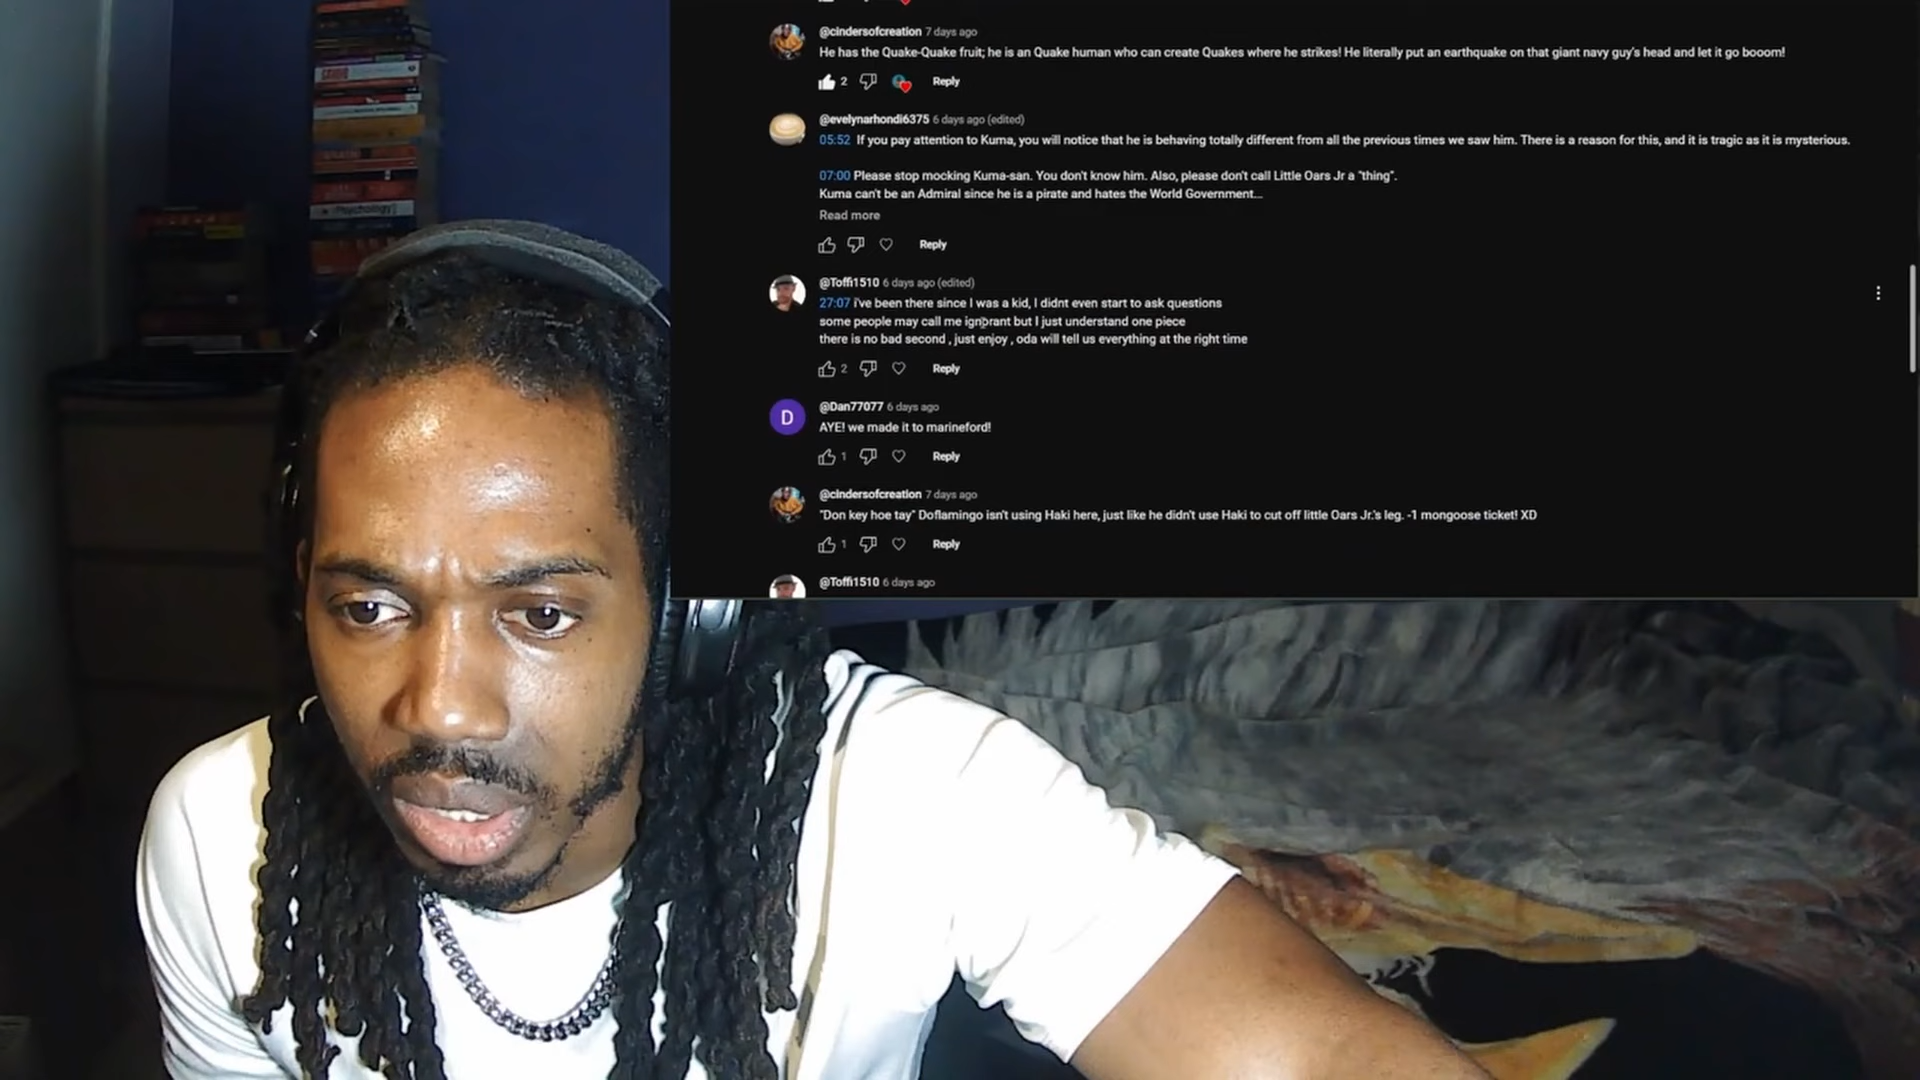 @cindersofcreation 7 days ago
He has the Quake-Quake fruit; he is an Quake human who can create Quakes where he strikes! He literally put an earthquake on that giant navy guy's head and let it go booom!
2 Reply
@evelynarhondi6375 6 days ago (edited)
05:52 If you pay attention to Kuma, you will notice that he is behaving totally different from all the previous times we saw him. There is a reason for this, and it is tragic as it is mysterious.
07:00 Please stop mocking Kuma-san. You don't know him. Also, please don't call Little Oars Jr a "thing".
Kuma can't be an Admiral since he is a pirate and hates the World Government...
Read more
Reply
@Toffi1510 6 days ago (edited)
27:07 i've been there since I was a kid, I didnt even start to ask questions
some people may call me ignorant but I just understand one piece
there is no bad second , just enjoy , oda will tell us everything at the right time
2 Reply
D
@Dan77077 6 days ago
AYE! we made it to marineford!
1 Reply
@cindersofcreation 7 days ago
"Don key hoe tay" Doflamingo isn't using Haki here, just like he didn't use Haki to cut off little Oars Jr.'s leg. -1 mongoose ticket! XD
1 Reply
@Toffi1510 6 days ago
Psychology